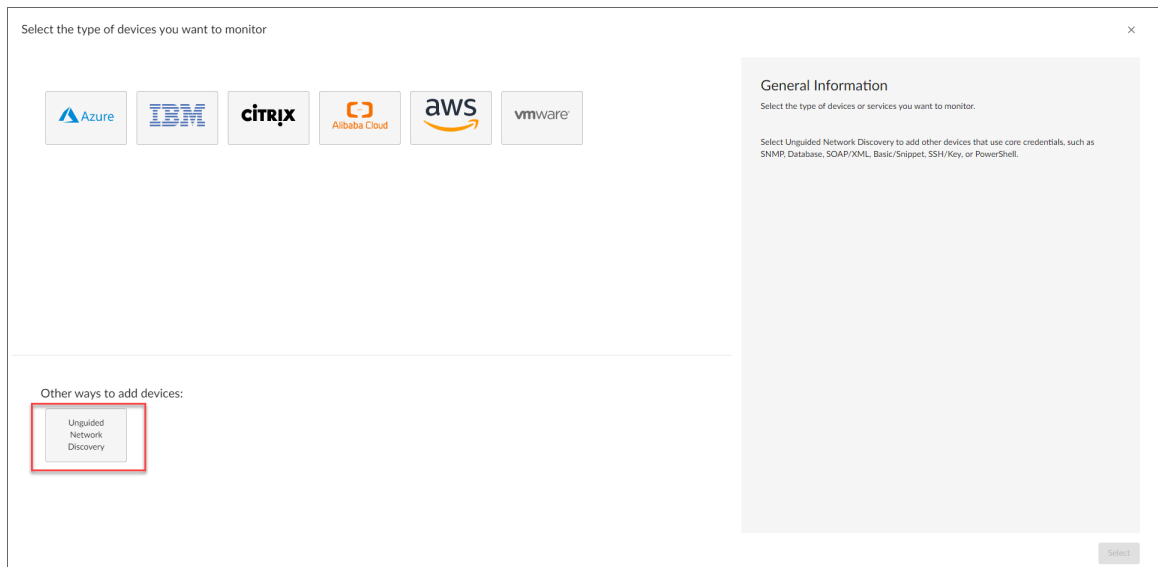 Select the type of devices you want to monitor
×
Azure
IBM
CİTRIX
Alibaba Cloud
aws
vmware
General Information
Select the type of devices or services you want to monitor.
Select Unguided Network Discovery to add other devices that use core credentials, such as
SNMP, Database, SOAP/XML, Basic/Snippet, SSH/Key, or PowerShell.
Other ways to add devices:
Unguided
Network
Discovery
Select